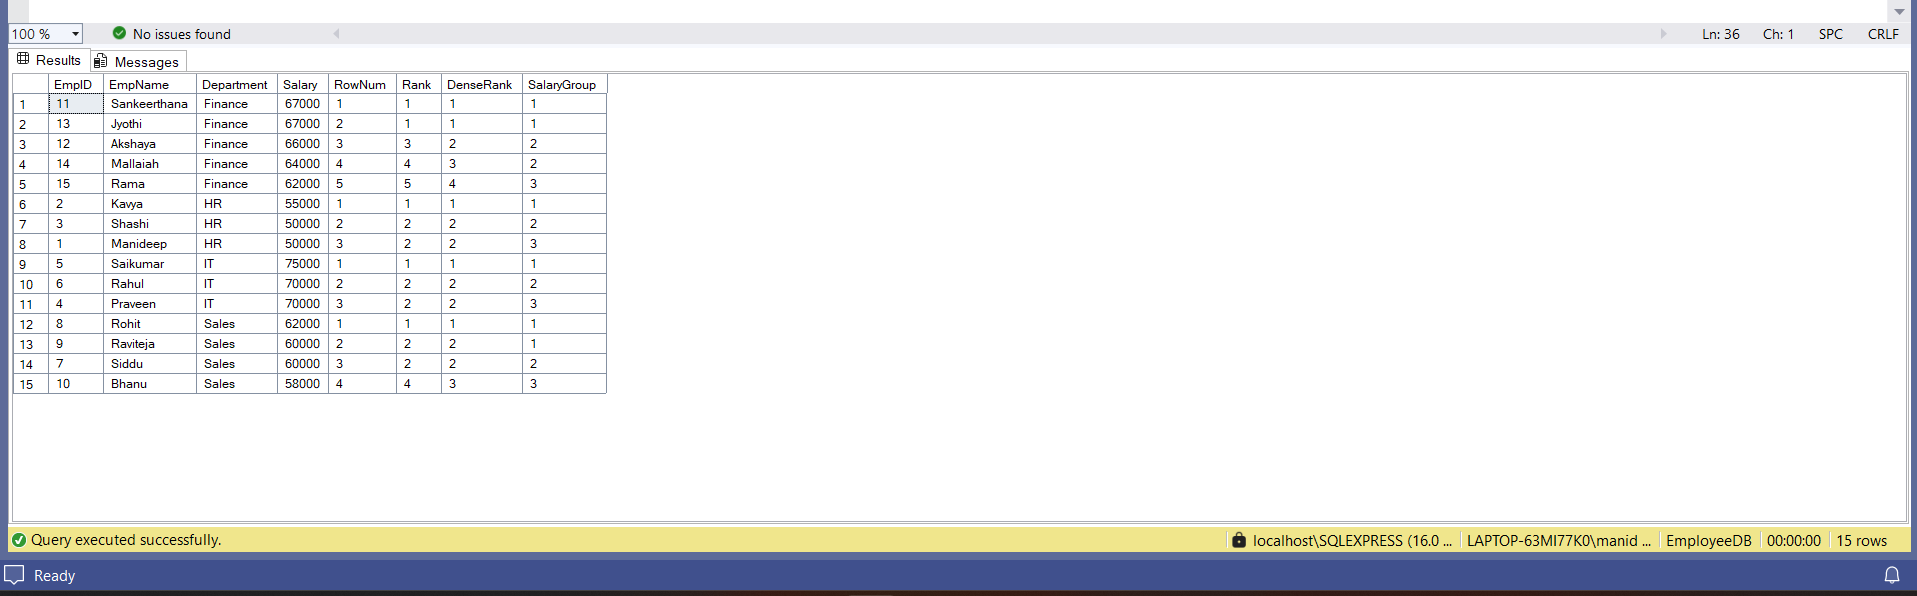 100 % No issues found Ln: 36 Ch: 1 SPC CRLF
Results Messages
EmpID EmpName Department Salary RowNum Rank DenseRank SalaryGroup
1 11 Sankeerthana Finance 67000 1 1 1 1
2 13 Jyothi Finance 67000 2 1 1 1
3 12 Akshaya Finance 66000 3 3 2 2
4 14 Mallaiah Finance 64000 4 4 3 2
5 15 Rama Finance 62000 5 5 4 3
6 2 Kavya HR 55000 1 1 1 1
7 3 Shashi HR 50000 2 2 2 2
8 1 Manideep HR 50000 3 2 2 3
9 5 Saikumar IT 75000 1 1 1 1
10 6 Rahul IT 70000 2 2 2 2
11 4 Praveen IT 70000 3 2 2 3
12 8 Rohit Sales 62000 1 1 1 1
13 9 Raviteja Sales 60000 2 2 2 1
14 7 Siddu Sales 60000 3 2 2 2
15 10 Bhanu Sales 58000 4 4 3 3
Query executed successfully. localhost\SQLEXPRESS (16.0 ... LAPTOP-63MI77K0\manid ... EmployeeDB 00:00:00 15 rows
Ready